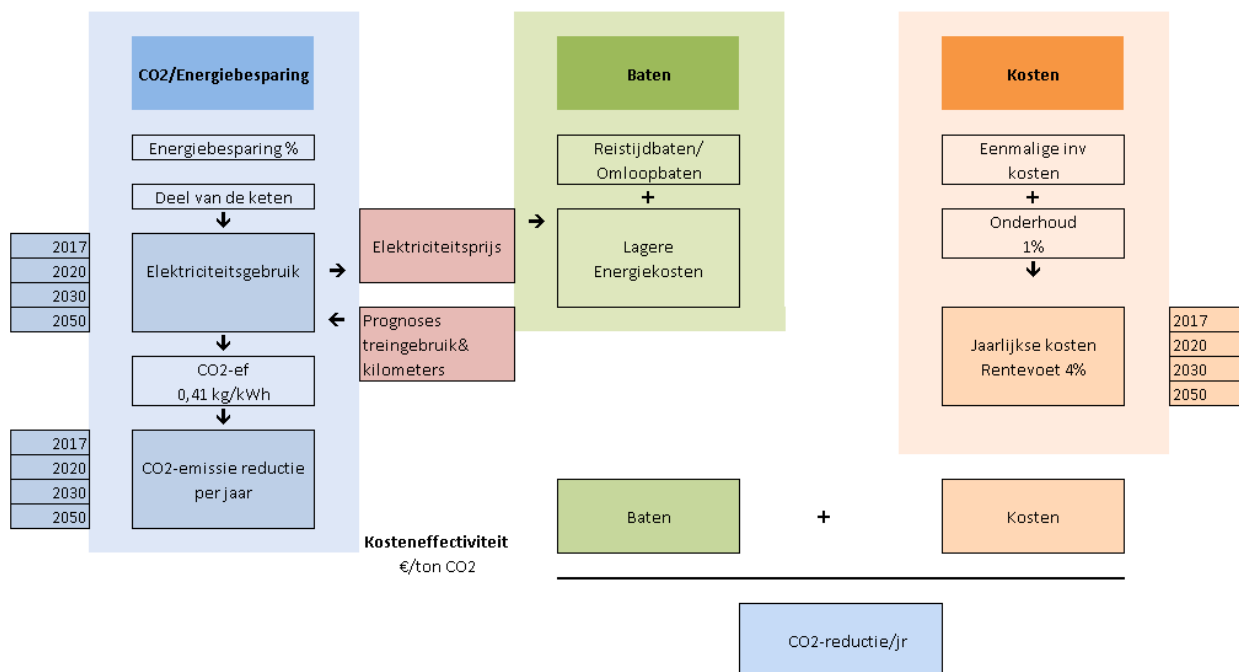 CO2/Energiebesparing
Baten
Kosten
Energiebesparing %
Reistijdbaten/
Omloopbaten
Eenmalige inv
kosten
+
+
Deel van de keten
Elektriciteitsprijs
Lagere
Energiekosten
Onderhoud
1%
2017
2020
2030
2050
Elektriciteitsgebruik
Prognoses
treingebruik&
kilometers
Jaarlijkse kosten
Rentevoet 4%
2017
2020
2030
2050
CO2-ef
0,41 kg/kWh
2017
2020
2030
2050
CO2-emissie reductie
per jaar
Baten
+
Kosten
Kosteneffectiviteit
€/ton CO2
CO2-reductie/jr